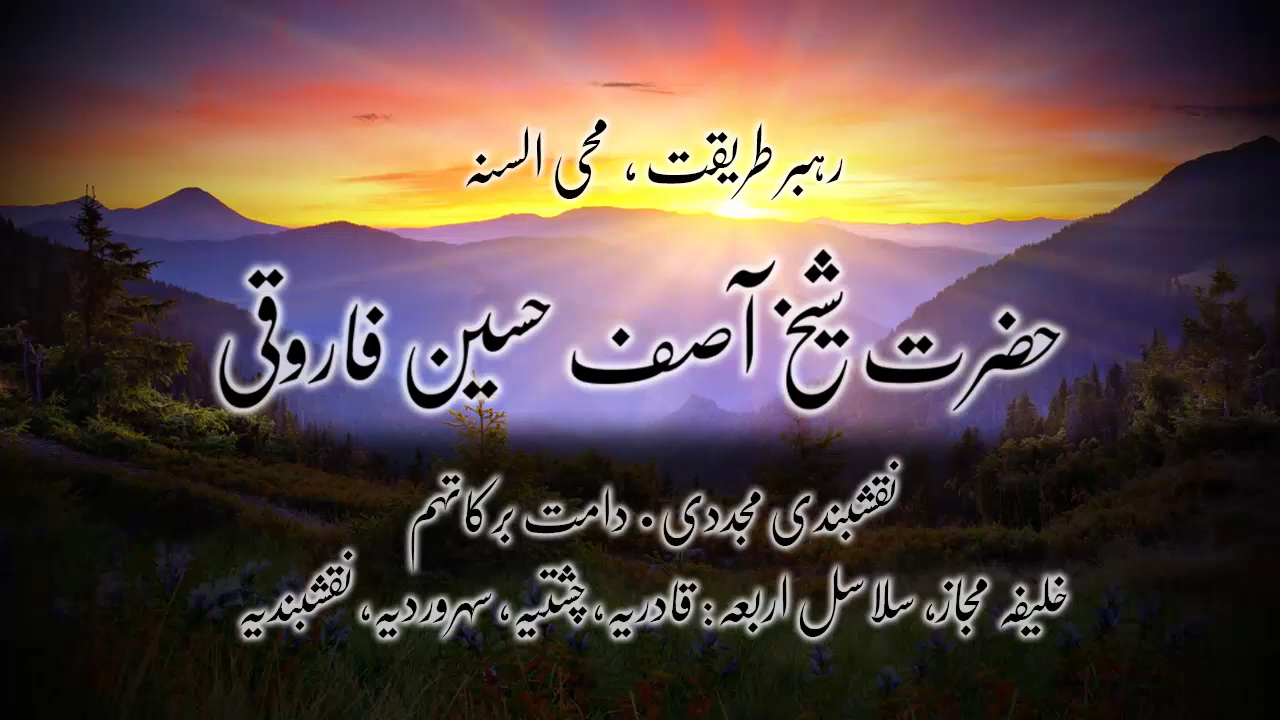 رہبر طریقت، محی السنہ
حضرت شیخ آصف حسین فاروقی
نقشبندی مجددی • دامت برکاتہم
خلیفہ مجاز، سلاسل اربعہ: قادریہ، چشتیہ، سہروردیہ، نقشبندیہ